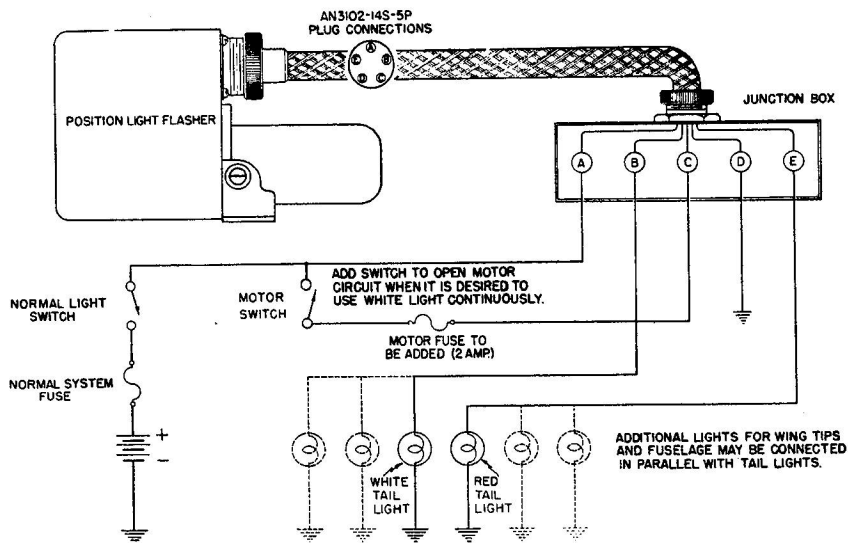 AN3102-14S-5P
PLUG CONNECTIONS
A
E
B
D
C
JUNCTION BOX
POSITION LIGHT FLASHER
A
B
C
D
E
ADD SWITCH TO OPEN MOTOR
CIRCUIT WHEN IT IS DESIRED TO
USE WHITE LIGHT CONTINUOUSLY.
NORMAL LIGHT
SWITCH
MOTOR
SWITCH
MOTOR FUSE TO
BE ADDED (2 AMP.)
NORMAL SYSTEM
FUSE
+
-
WHITE
TAIL
LIGHT
RED
TAIL
LIGHT
ADDITIONAL LIGHTS FOR WING TIPS
AND FUSELAGE MAY BE CONNECTED
IN PARALLEL WITH TAIL LIGHTS.